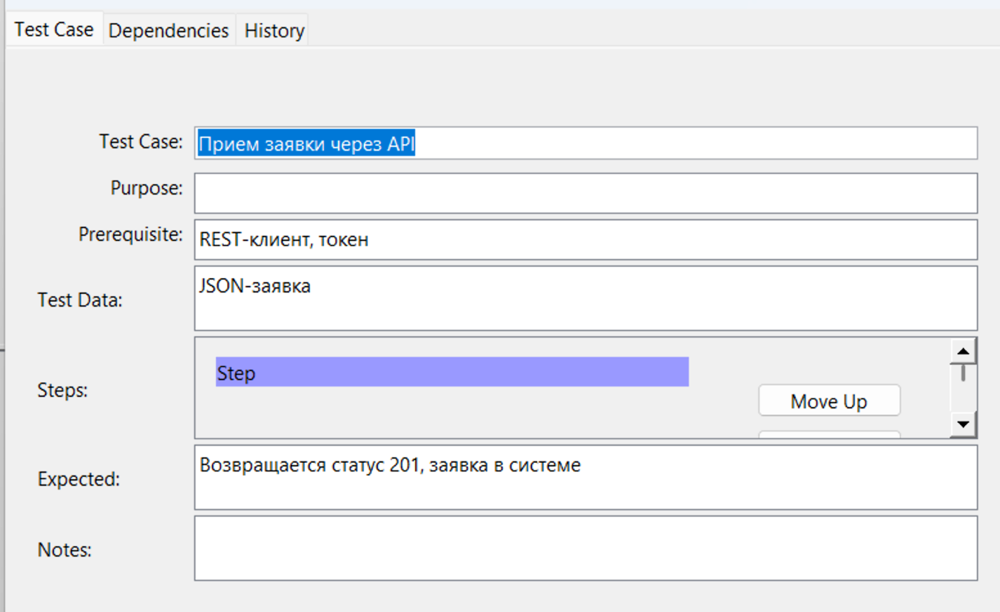 Test Case Dependencies History
Test Case: Прием заявки через API
Purpose:
Prerequisite: REST-клиент, токен
Test Data: JSON-заявка
Steps: Step
Move Up
Expected: Возвращается статус 201, заявка в системе
Notes: